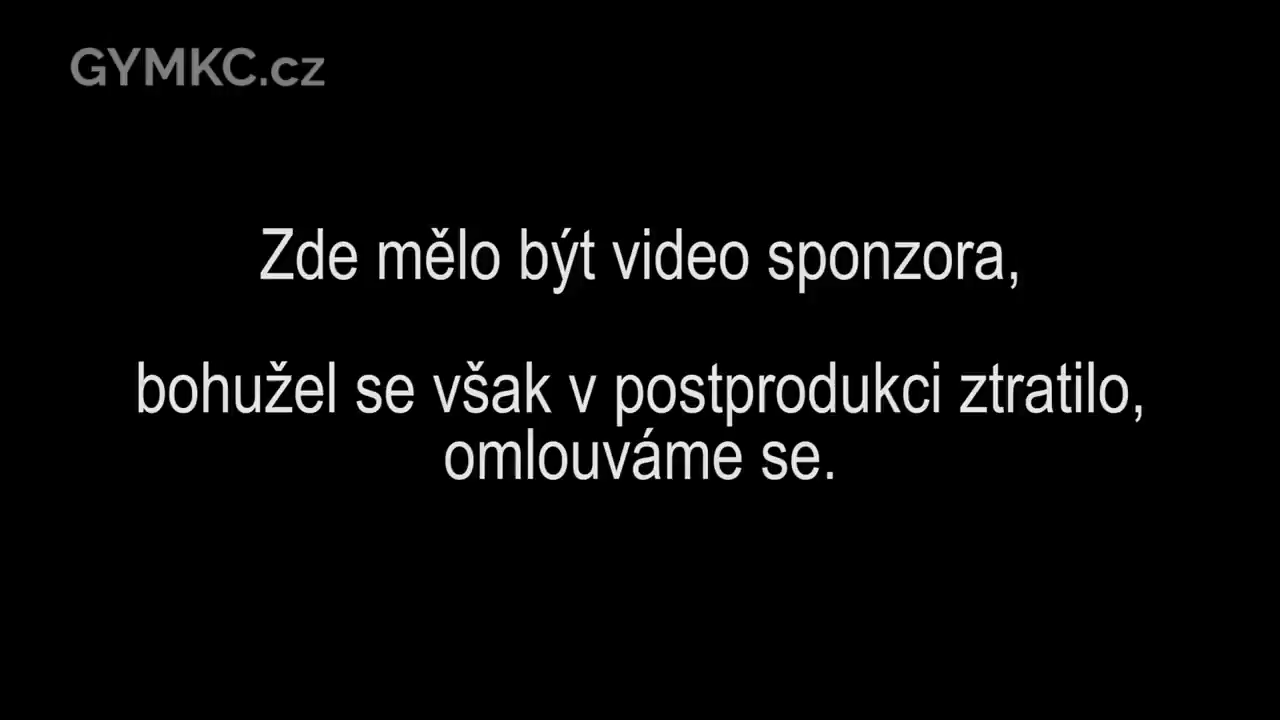 GYMKC.cz
Zde mělo být video sponzora,
bohužel se však v postprodukci ztratilo,
omlouváme se.